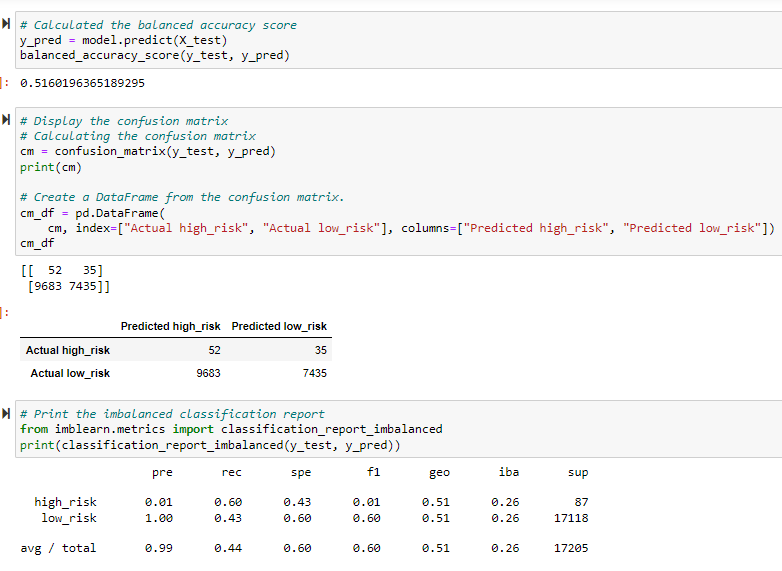 # Calculated the balanced accuracy score
y_pred = model.predict(X_test)
balanced_accuracy_score(y_test, y_pred)
]: 0.5160196365189295
# Display the confusion matrix
# Calculating the confusion matrix
cm = confusion_matrix(y_test, y_pred)
print(cm)
# Create a DataFrame from the confusion matrix.
cm_df = pd.DataFrame(
    cm, index=["Actual high_risk", "Actual low_risk"], columns=["Predicted high_risk", "Predicted low_risk"])
cm_df
[[  52   35]
 [9683 7435]]
]:
Predicted high_risk Predicted low_risk
Actual high_risk 52 35
Actual low_risk 9683 7435
# Print the imbalanced classification report
from imblearn.metrics import classification_report_imbalanced
print(classification_report_imbalanced(y_test, y_pred))
pre rec spe f1 geo iba sup
high_risk 0.01 0.60 0.43 0.01 0.51 0.26 87
low_risk 1.00 0.43 0.60 0.60 0.51 0.26 17118
avg / total 0.99 0.44 0.60 0.60 0.51 0.26 17205